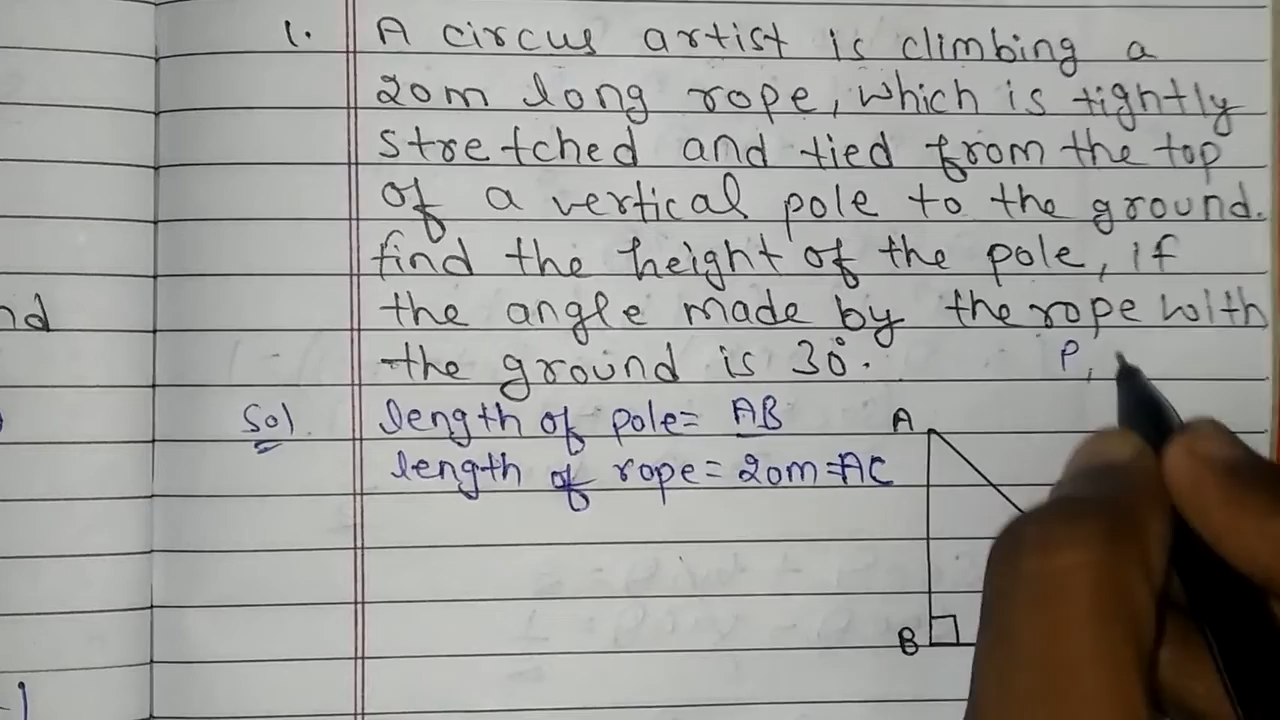 1. A circus artist is climbing a
20m long rope, which is tightly
stretched and tied from the top
of a vertical pole to the ground.
find the height of the pole, if
nd the angle made by the rope with
the ground is 30°. P,
Sol. length of pole = AB A
length of rope = 20m = AC
B